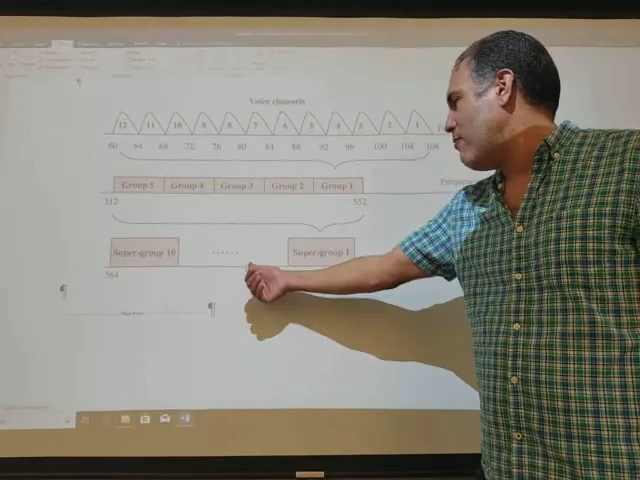 Voice channels
12 11 10 9 8 7 6 5 4 3 2 1
60 64 68 72 76 80 84 88 92 96 100 104 108
Group 5 Group 4 Group 3 Group 2 Group 1
312 552
Super-group 10 ...... Super-group 1
564